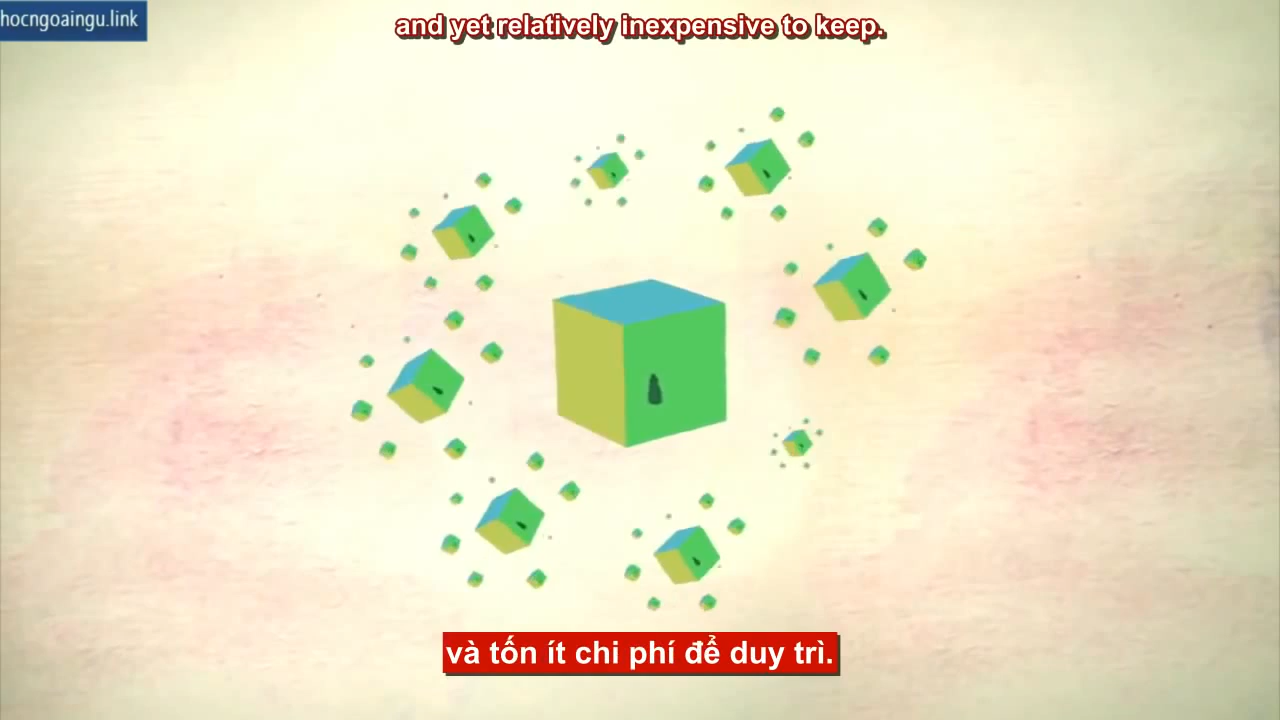 hocngoaingu.link
and yet relatively inexpensive to keep.
và tốn ít chi phí để duy trì.